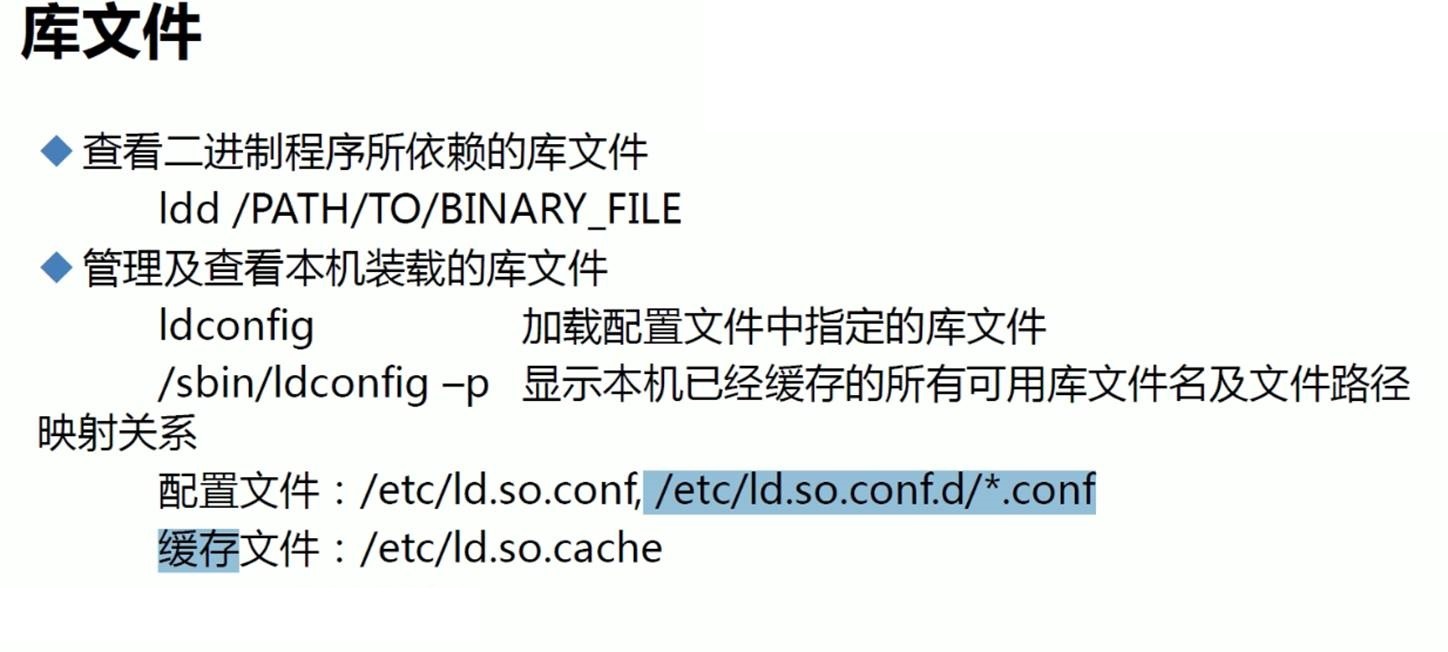 库文件
◆ 查看二进制程序所依赖的库文件
ldd /PATH/TO/BINARY_FILE
◆ 管理及查看本机装载的库文件
ldconfig 加载配置文件中指定的库文件
/sbin/ldconfig –p 显示本机已经缓存的所有可用库文件名及文件路径
映射关系
配置文件：/etc/ld.so.conf, /etc/ld.so.conf.d/*.conf
缓存文件：/etc/ld.so.cache